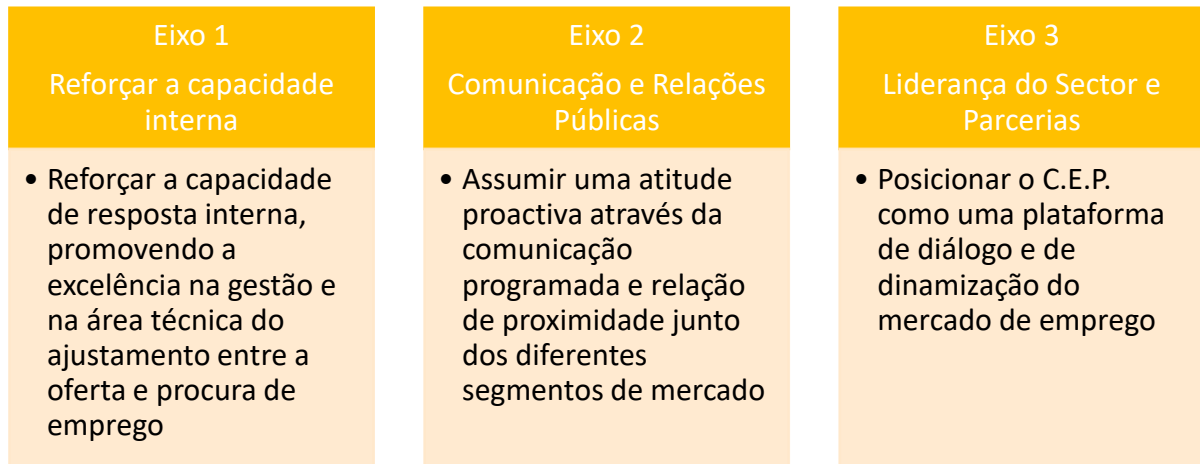 Eixo 1
Reforçar a capacidade
interna
• Reforçar a capacidade
de resposta interna,
promovendo a
excelência na gestão e
na área técnica do
ajustamento entre a
oferta e procura de
emprego
Eixo 2
Comunicação e Relações
Públicas
• Assumir uma atitude
proactiva através da
comunicação
programada e relação
de proximidade junto
dos diferentes
segmentos de mercado
Eixo 3
Liderança do Sector e
Parcerias
• Posicionar o C.E.P.
como uma plataforma
de diálogo e de
dinamização do
mercado de emprego